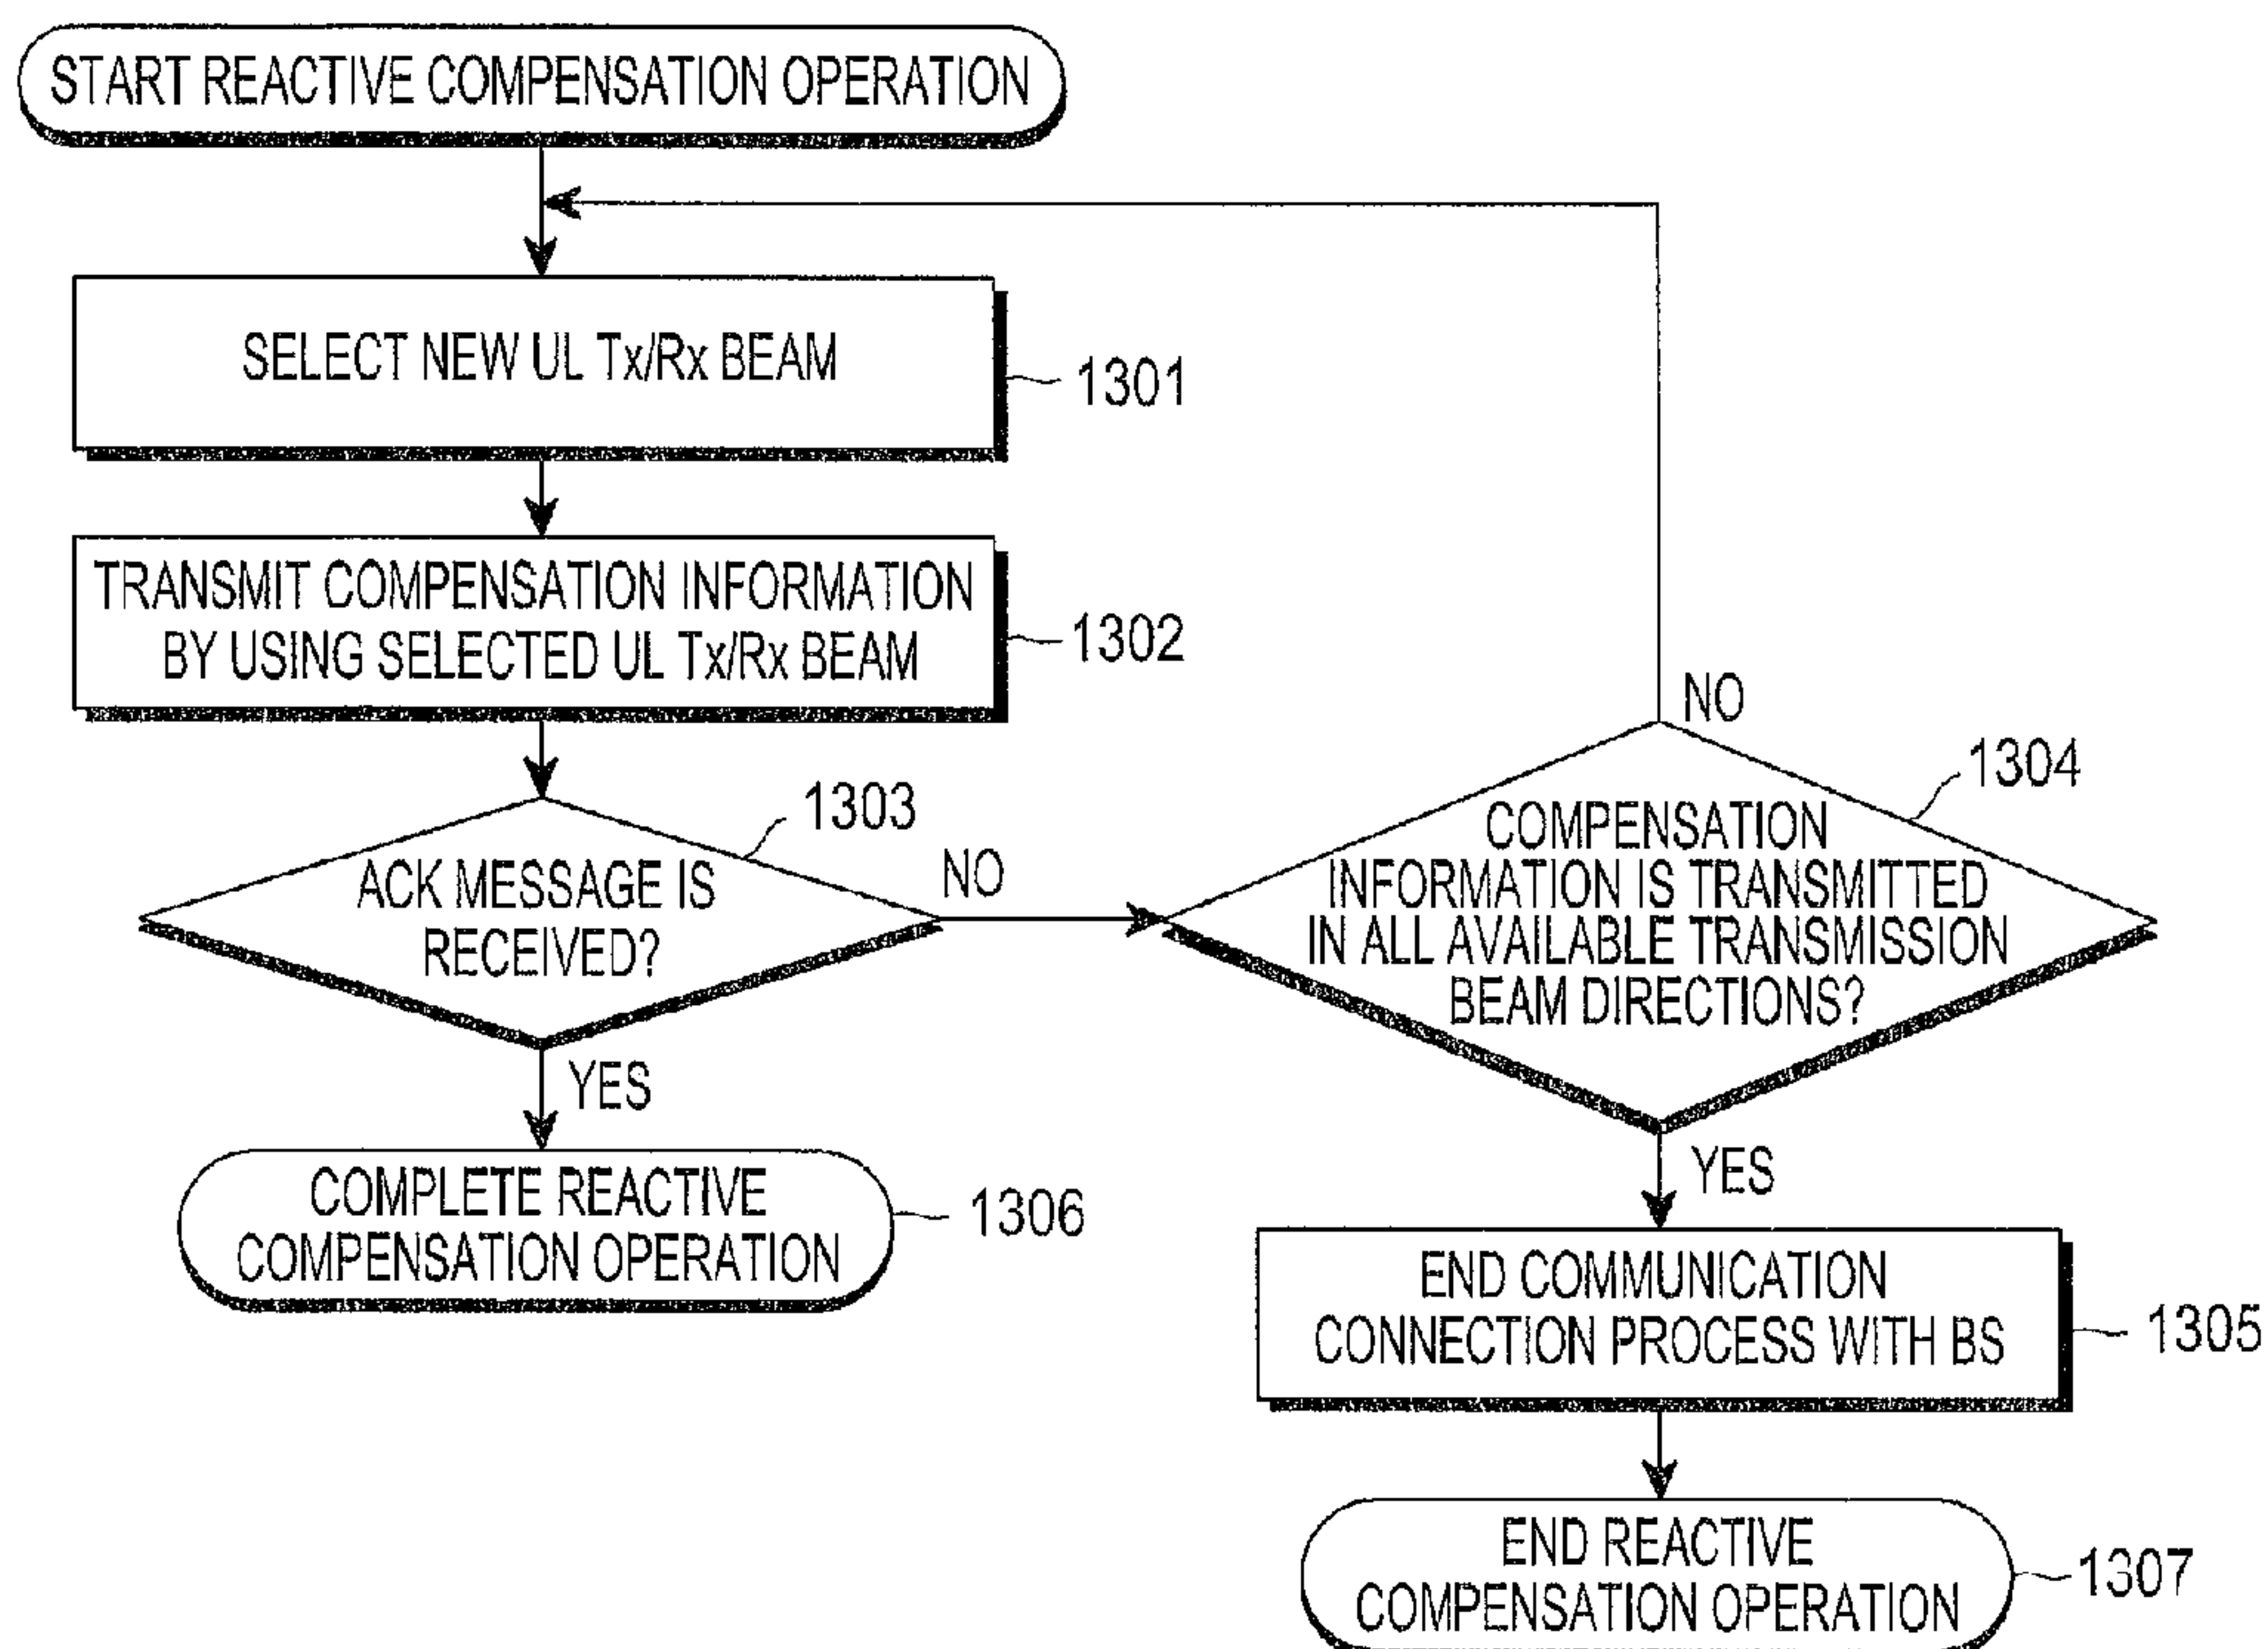 START REACTIVE COMPENSATION OPERATION
SELECT NEW UL Tx/Rx BEAM
1301
TRANSMIT COMPENSATION INFORMATION
BY USING SELECTED UL Tx/Rx BEAM
1302
ACK MESSAGE IS
RECEIVED?
1303
NO
YES
COMPENSATION
INFORMATION IS TRANSMITTED
IN ALL AVAILABLE TRANSMISSION
BEAM DIRECTIONS?
1304
NO
YES
COMPLETE REACTIVE
COMPENSATION OPERATION
1306
END COMMUNICATION
CONNECTION PROCESS WITH BS
1305
END REACTIVE
COMPENSATION OPERATION
1307